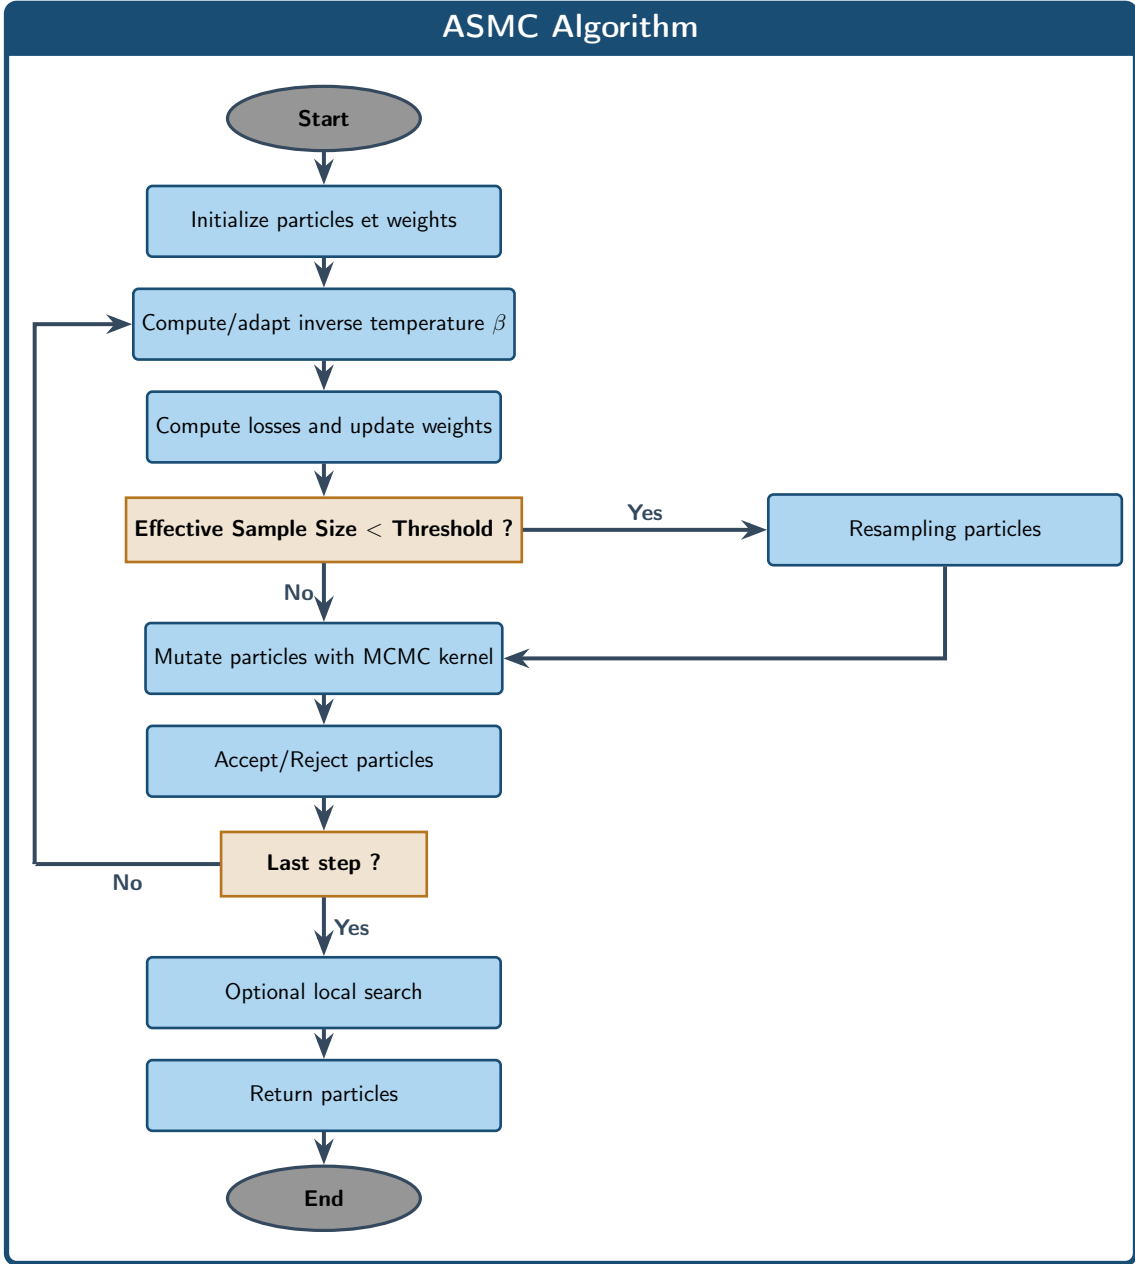 ASMC Algorithm
Start
Initialize particles et weights
Compute/adapt inverse temperature β
Compute losses and update weights
Effective Sample Size < Threshold ?
Yes
Resampling particles
No
Mutate particles with MCMC kernel
Accept/Reject particles
Last step ?
No
Yes
Optional local search
Return particles
End